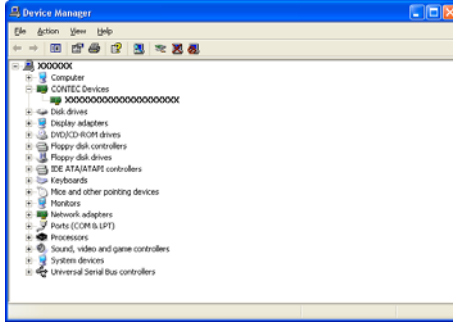 Device Manager
File Action View Help
XXXXXX
Computer
CONTEC Devices
XXXXXXXXXXXXXXXXXXXX
Disk drives
Display adapters
DVD/CD-ROM drives
Floppy disk controllers
Floppy disk drives
IDE ATA/ATAPI controllers
Keyboards
Mice and other pointing devices
Monitors
Network adapters
Ports (COM & LPT)
Processors
Sound, video and game controllers
System devices
Universal Serial Bus controllers